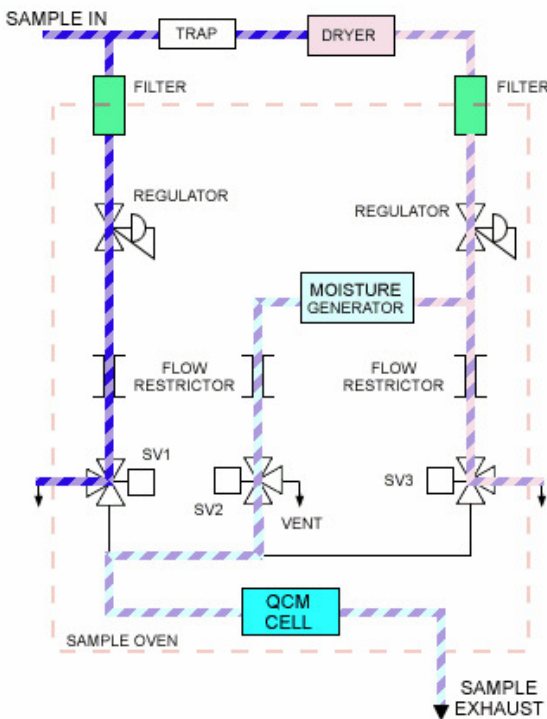 SAMPLE IN
TRAP
DRYER
FILTER
FILTER
REGULATOR
REGULATOR
MOISTURE
GENERATOR
FLOW
RESTRICTOR
FLOW
RESTRICTOR
SV1
SV2
VENT
SV3
QCM
CELL
SAMPLE OVEN
SAMPLE
EXHAUST